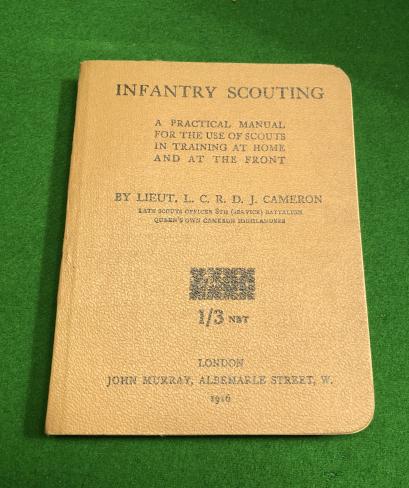 INFANTRY SCOUTING
A PRACTICAL MANUAL
FOR THE USE OF SCOUTS
IN TRAINING AT HOME
AND AT THE FRONT
BY LIEUT. L. C. R. D. J. CAMERON
LATE SCOUTS OFFICER 8TH (SERVICE) BATTALION
QUEEN'S OWN CAMERON HIGHLANDERS
1/3 NET
LONDON
JOHN MURRAY, ALBEMARLE STREET, W.
1916